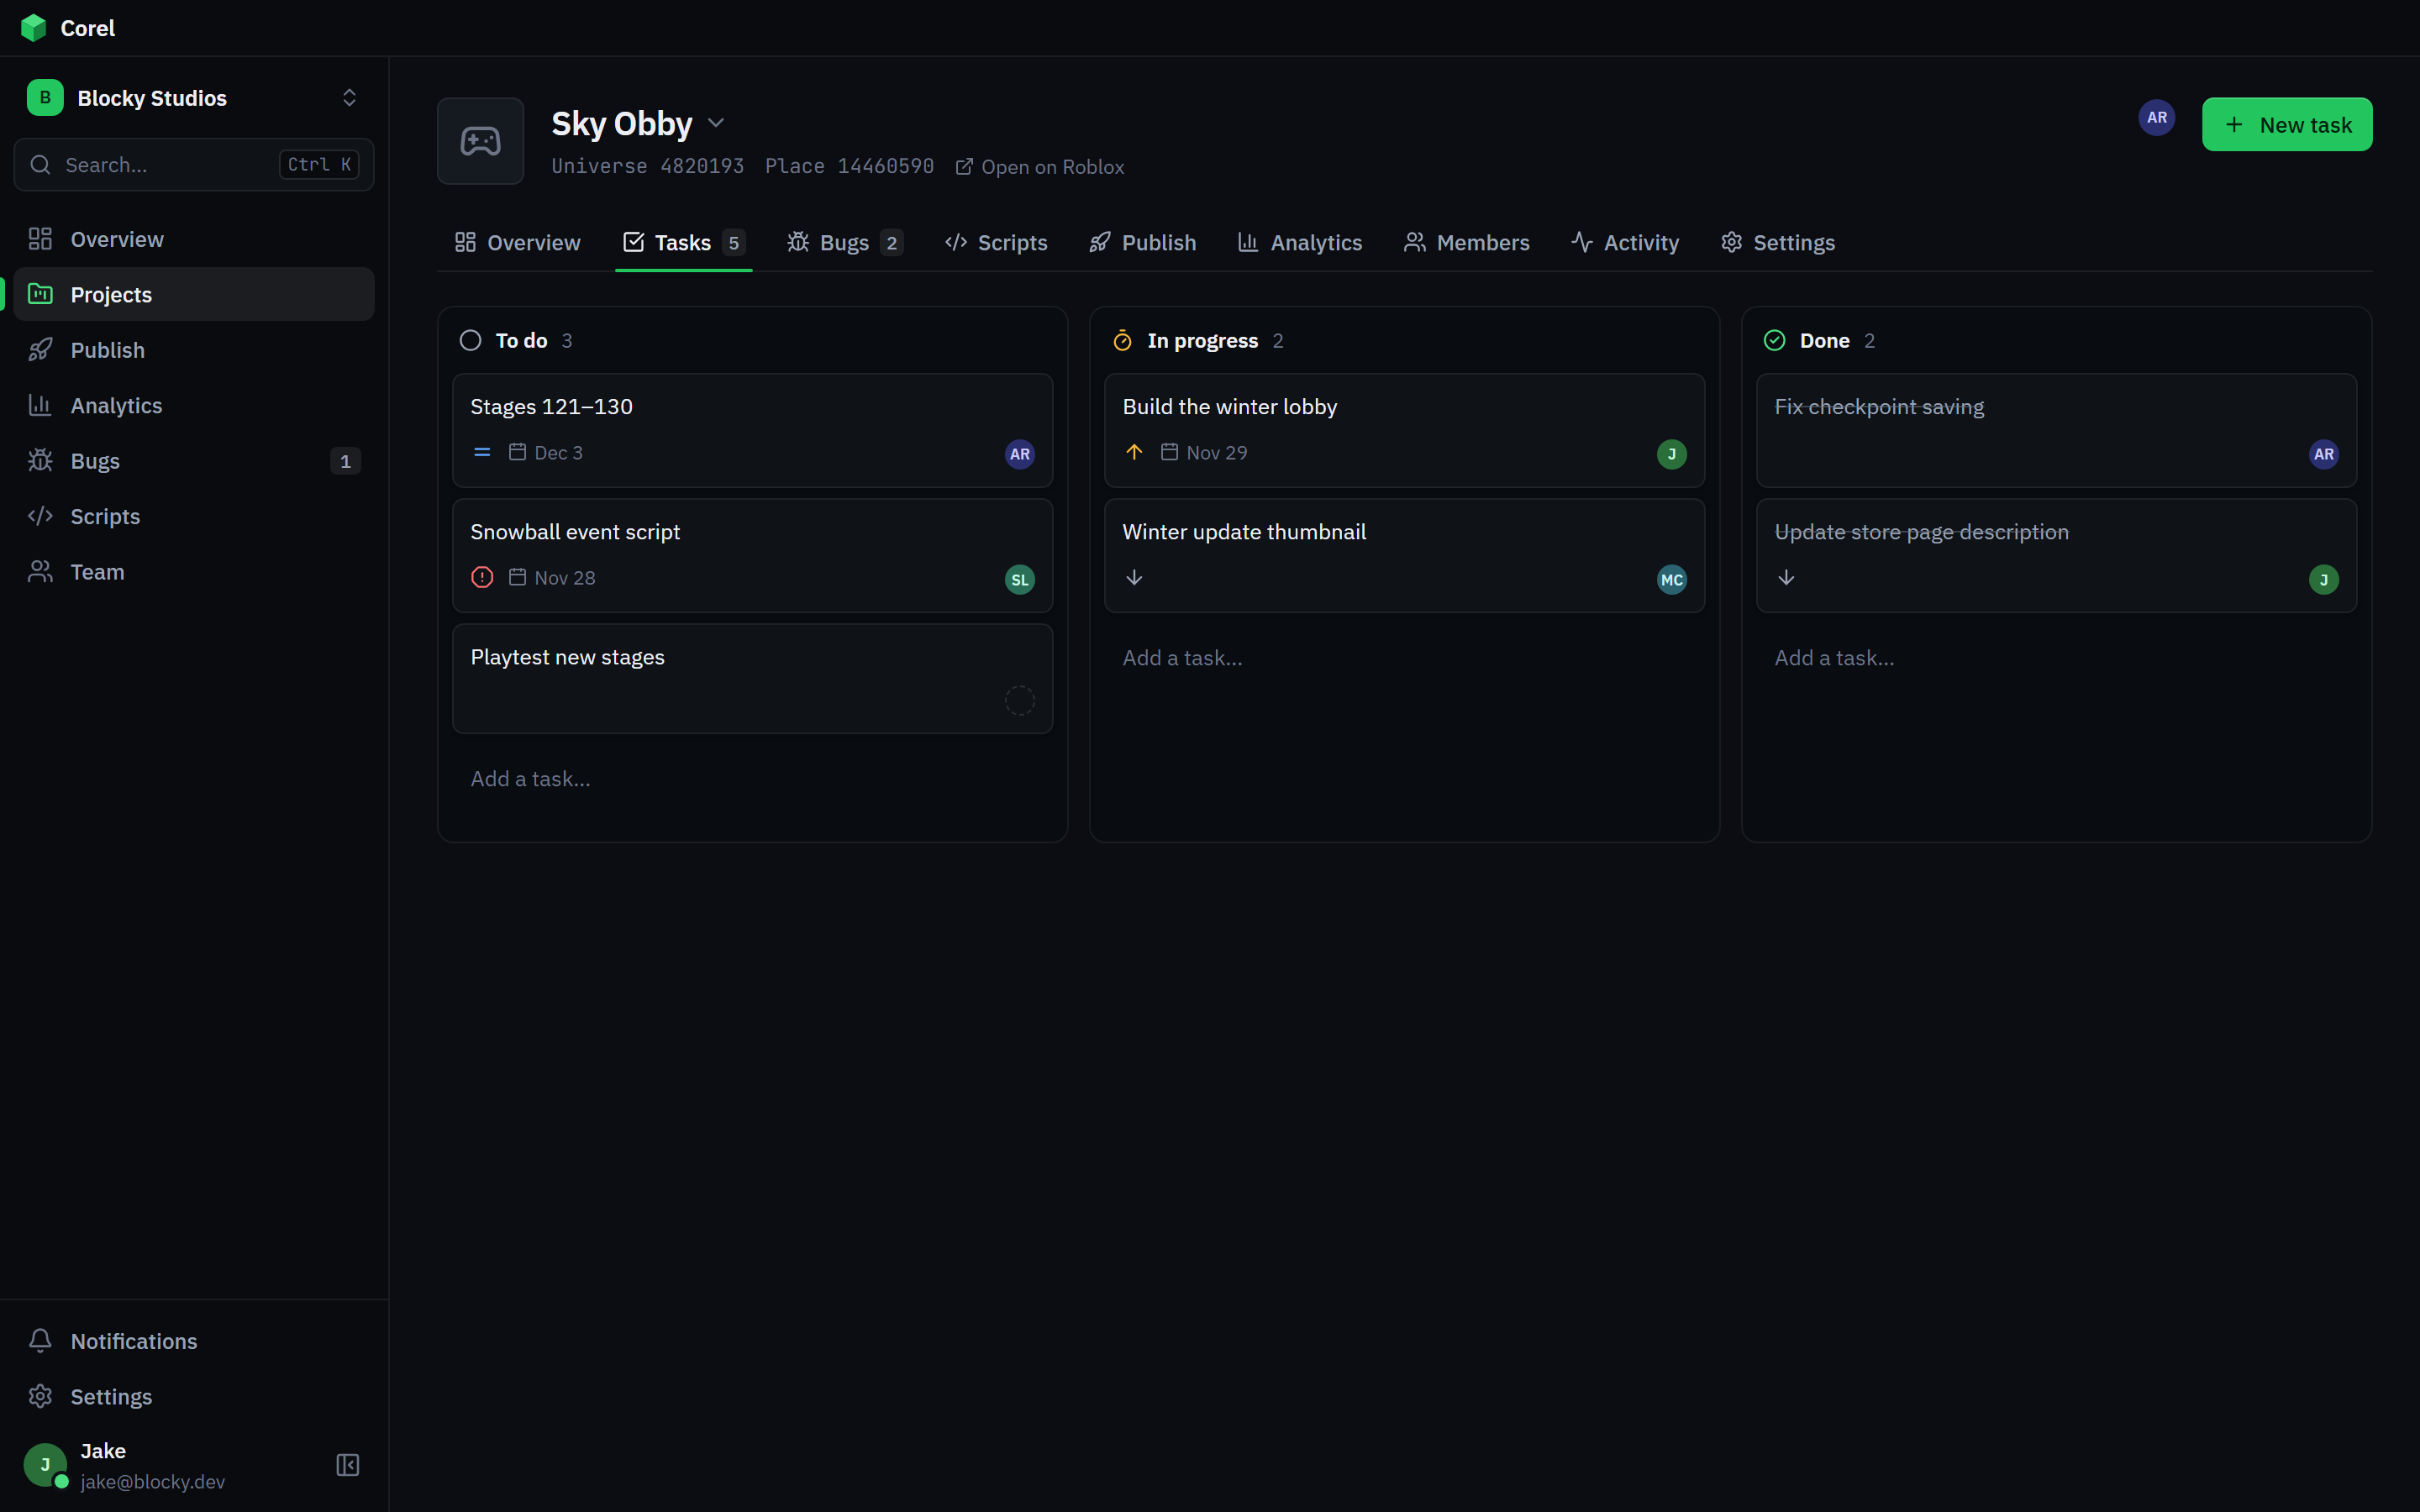 Corel
B Blocky Studios
Search... Ctrl K
Overview
Projects
Publish
Analytics
Bugs 1
Scripts
Team
Notifications
Settings
J Jake
jake@blocky.dev
Sky Obby
Universe 4820193 Place 14460590 Open on Roblox
AR New task
Overview Tasks 5 Bugs 2 Scripts Publish Analytics Members Activity Settings
To do 3
Stages 121–130
Dec 3 AR
Snowball event script
Nov 28 SL
Playtest new stages
Add a task...
In progress 2
Build the winter lobby
Nov 29 J
Winter update thumbnail
MC
Add a task...
Done 2
Fix checkpoint saving
AR
Update store page description
J
Add a task...